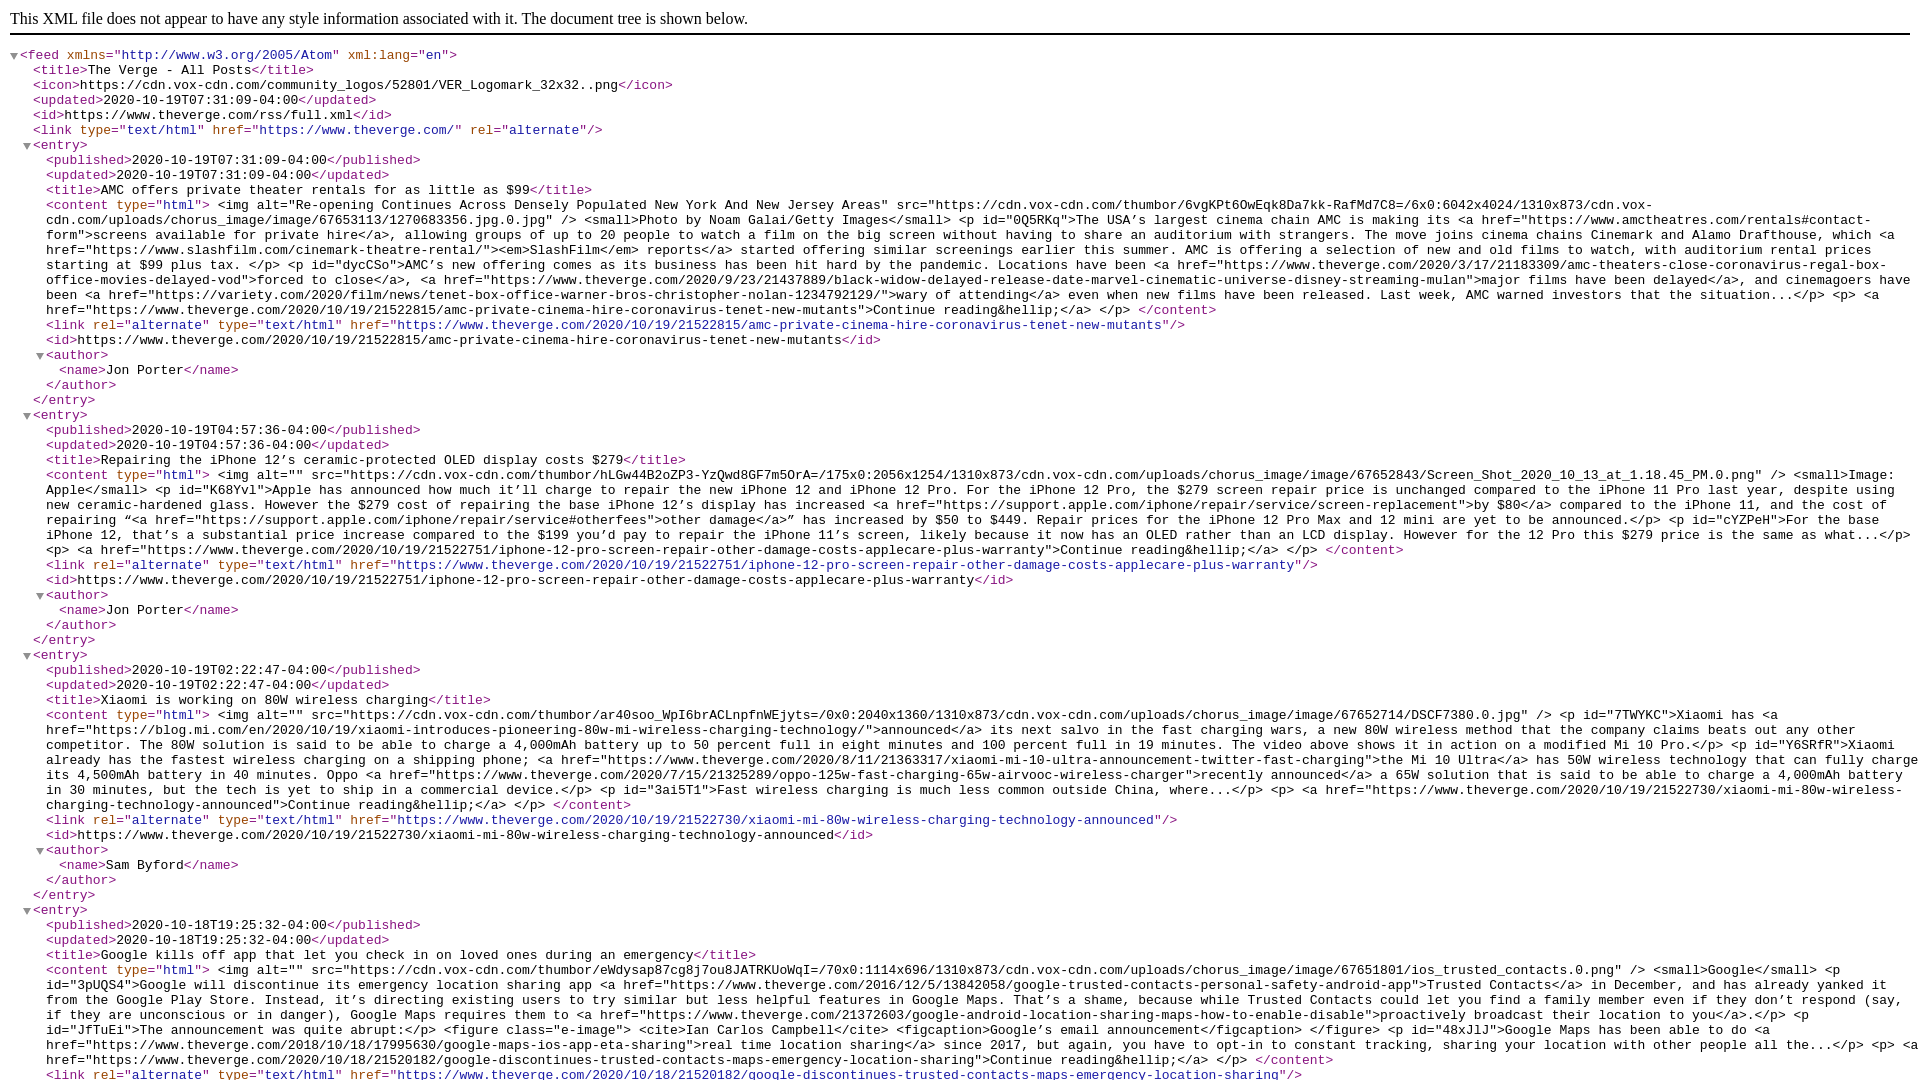 This XML file does not appear to have any style information associated with it. The document tree is shown below.
<feed xmlns="http://www.w3.org/2005/Atom" xml:lang="en">
<title>The Verge - All Posts</title>
<icon>https://cdn.vox-cdn.com/community_logos/52801/VER_Logomark_32x32..png</icon>
<updated>2020-10-19T07:31:09-04:00</updated>
<id>https://www.theverge.com/rss/full.xml</id>
<link type="text/html" href="https://www.theverge.com/" rel="alternate"/>
<entry>
<published>2020-10-19T07:31:09-04:00</published>
<updated>2020-10-19T07:31:09-04:00</updated>
<title>AMC offers private theater rentals for as little as $99</title>
<content type="html"> <img alt="Re-opening Continues Across Densely Populated New York And New Jersey Areas" src="https://cdn.vox-cdn.com/thumbor/6vgKPt6OwEqk8Da7kk-RafMd7C8=/6x0:6042x4024/1310x873/cdn.vox-
cdn.com/uploads/chorus_image/image/67653113/1270683356.jpg.0.jpg" /> <small>Photo by Noam Galai/Getty Images</small> <p id="0Q5RKq">The USA’s largest cinema chain AMC is making its <a href="https://www.amctheatres.com/rentals#contact-
form">screens available for private hire</a>, allowing groups of up to 20 people to watch a film on the big screen without having to share an auditorium with strangers. The move joins cinema chains Cinemark and Alamo Drafthouse, which <a
href="https://www.slashfilm.com/cinemark-theatre-rental/"><em>SlashFilm</em> reports</a> started offering similar screenings earlier this summer. AMC is offering a selection of new and old films to watch, with auditorium rental prices
starting at $99 plus tax. </p> <p id="dycCSo">AMC’s new offering comes as its business has been hit hard by the pandemic. Locations have been <a href="https://www.theverge.com/2020/3/17/21183309/amc-theaters-close-coronavirus-regal-box-
office-movies-delayed-vod">forced to close</a>, <a href="https://www.theverge.com/2020/9/23/21437889/black-widow-delayed-release-date-marvel-cinematic-universe-disney-streaming-mulan">major films have been delayed</a>, and cinemagoers have
been <a href="https://variety.com/2020/film/news/tenet-box-office-warner-bros-christopher-nolan-1234792129/">wary of attending</a> even when new films have been released. Last week, AMC warned investors that the situation...</p> <p> <a
href="https://www.theverge.com/2020/10/19/21522815/amc-private-cinema-hire-coronavirus-tenet-new-mutants">Continue reading&hellip;</a> </p> </content>
<link rel="alternate" type="text/html" href="https://www.theverge.com/2020/10/19/21522815/amc-private-cinema-hire-coronavirus-tenet-new-mutants"/>
<id>https://www.theverge.com/2020/10/19/21522815/amc-private-cinema-hire-coronavirus-tenet-new-mutants</id>
<author>
<name>Jon Porter</name>
</author>
</entry>
<entry>
<published>2020-10-19T04:57:36-04:00</published>
<updated>2020-10-19T04:57:36-04:00</updated>
<title>Repairing the iPhone 12’s ceramic-protected OLED display costs $279</title>
<content type="html"> <img alt="" src="https://cdn.vox-cdn.com/thumbor/hLGw44B2oZP3-YzQwd8GF7m5OrA=/175x0:2056x1254/1310x873/cdn.vox-cdn.com/uploads/chorus_image/image/67652843/Screen_Shot_2020_10_13_at_1.18.45_PM.0.png" /> <small>Image:
Apple</small> <p id="K68Yvl">Apple has announced how much it’ll charge to repair the new iPhone 12 and iPhone 12 Pro. For the iPhone 12 Pro, the $279 screen repair price is unchanged compared to the iPhone 11 Pro last year, despite using
new ceramic-hardened glass. However the $279 cost of repairing the base iPhone 12’s display has increased <a href="https://support.apple.com/iphone/repair/service/screen-replacement">by $80</a> compared to the iPhone 11, and the cost of
repairing “<a href="https://support.apple.com/iphone/repair/service#otherfees">other damage</a>” has increased by $50 to $449. Repair prices for the iPhone 12 Pro Max and 12 mini are yet to be announced.</p> <p id="cYZPeH">For the base
iPhone 12, that’s a substantial price increase compared to the $199 you’d pay to repair the iPhone 11’s screen, likely because it now has an OLED rather than an LCD display. However for the 12 Pro this $279 price is the same as what...</p>
<p> <a href="https://www.theverge.com/2020/10/19/21522751/iphone-12-pro-screen-repair-other-damage-costs-applecare-plus-warranty">Continue reading&hellip;</a> </p> </content>
<link rel="alternate" type="text/html" href="https://www.theverge.com/2020/10/19/21522751/iphone-12-pro-screen-repair-other-damage-costs-applecare-plus-warranty"/>
<id>https://www.theverge.com/2020/10/19/21522751/iphone-12-pro-screen-repair-other-damage-costs-applecare-plus-warranty</id>
<author>
<name>Jon Porter</name>
</author>
</entry>
<entry>
<published>2020-10-19T02:22:47-04:00</published>
<updated>2020-10-19T02:22:47-04:00</updated>
<title>Xiaomi is working on 80W wireless charging</title>
<content type="html"> <img alt="" src="https://cdn.vox-cdn.com/thumbor/ar40soo_WpI6brACLnpfnWEjyts=/0x0:2040x1360/1310x873/cdn.vox-cdn.com/uploads/chorus_image/image/67652714/DSCF7380.0.jpg" /> <p id="7TWYKC">Xiaomi has <a
href="https://blog.mi.com/en/2020/10/19/xiaomi-introduces-pioneering-80w-mi-wireless-charging-technology/">announced</a> its next salvo in the fast charging wars, a new 80W wireless method that the company claims beats out any other
competitor. The 80W solution is said to be able to charge a 4,000mAh battery up to 50 percent full in eight minutes and 100 percent full in 19 minutes. The video above shows it in action on a modified Mi 10 Pro.</p> <p id="Y6SRfR">Xiaomi
already has the fastest wireless charging on a shipping phone; <a href="https://www.theverge.com/2020/8/11/21363317/xiaomi-mi-10-ultra-announcement-twitter-fast-charging">the Mi 10 Ultra</a> has 50W wireless technology that can fully charge
its 4,500mAh battery in 40 minutes. Oppo <a href="https://www.theverge.com/2020/7/15/21325289/oppo-125w-fast-charging-65w-airvooc-wireless-charger">recently announced</a> a 65W solution that is said to be able to charge a 4,000mAh battery
in 30 minutes, but the tech is yet to ship in a commercial device.</p> <p id="3ai5T1">Fast wireless charging is much less common outside China, where...</p> <p> <a href="https://www.theverge.com/2020/10/19/21522730/xiaomi-mi-80w-wireless-
charging-technology-announced">Continue reading&hellip;</a> </p> </content>
<link rel="alternate" type="text/html" href="https://www.theverge.com/2020/10/19/21522730/xiaomi-mi-80w-wireless-charging-technology-announced"/>
<id>https://www.theverge.com/2020/10/19/21522730/xiaomi-mi-80w-wireless-charging-technology-announced</id>
<author>
<name>Sam Byford</name>
</author>
</entry>
<entry>
<published>2020-10-18T19:25:32-04:00</published>
<updated>2020-10-18T19:25:32-04:00</updated>
<title>Google kills off app that let you check in on loved ones during an emergency</title>
<content type="html"> <img alt="" src="https://cdn.vox-cdn.com/thumbor/eWdysap87cg8j7ou8JATRKUoWqI=/70x0:1114x696/1310x873/cdn.vox-cdn.com/uploads/chorus_image/image/67651801/ios_trusted_contacts.0.png" /> <small>Google</small> <p
id="3pUQS4">Google will discontinue its emergency location sharing app <a href="https://www.theverge.com/2016/12/5/13842058/google-trusted-contacts-personal-safety-android-app">Trusted Contacts</a> in December, and has already yanked it
from the Google Play Store. Instead, it’s directing existing users to try similar but less helpful features in Google Maps. That’s a shame, because while Trusted Contacts could let you find a family member even if they don’t respond (say,
if they are unconscious or in danger), Google Maps requires them to <a href="https://www.theverge.com/21372603/google-android-location-sharing-maps-how-to-enable-disable">proactively broadcast their location to you</a>.</p> <p
id="JfTuEi">The announcement was quite abrupt:</p> <figure class="e-image"> <cite>Ian Carlos Campbell</cite> <figcaption>Google’s email announcement</figcaption> </figure> <p id="48xJlJ">Google Maps has been able to do <a
href="https://www.theverge.com/2018/10/18/17995630/google-maps-ios-app-eta-sharing">real time location sharing</a> since 2017, but again, you have to opt-in to constant tracking, sharing your location with other people all the...</p> <p> <a
href="https://www.theverge.com/2020/10/18/21520182/google-discontinues-trusted-contacts-maps-emergency-location-sharing">Continue reading&hellip;</a> </p> </content>
<link rel="alternate" type="text/html" href="https://www.theverge.com/2020/10/18/21520182/google-discontinues-trusted-contacts-maps-emergency-location-sharing"/>